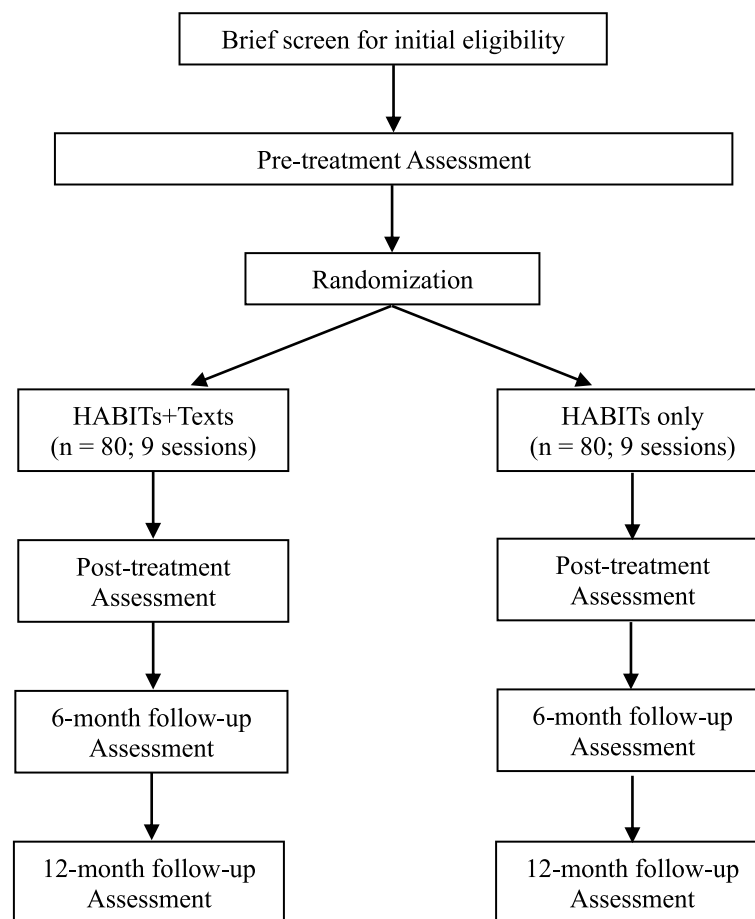 Brief screen for initial eligibility
Pre-treatment Assessment
Randomization
HABITs+Texts
(n = 80; 9 sessions)
HABITs only
(n = 80; 9 sessions)
Post-treatment
Assessment
Post-treatment
Assessment
6-month follow-up
Assessment
6-month follow-up
Assessment
12-month follow-up
Assessment
12-month follow-up
Assessment